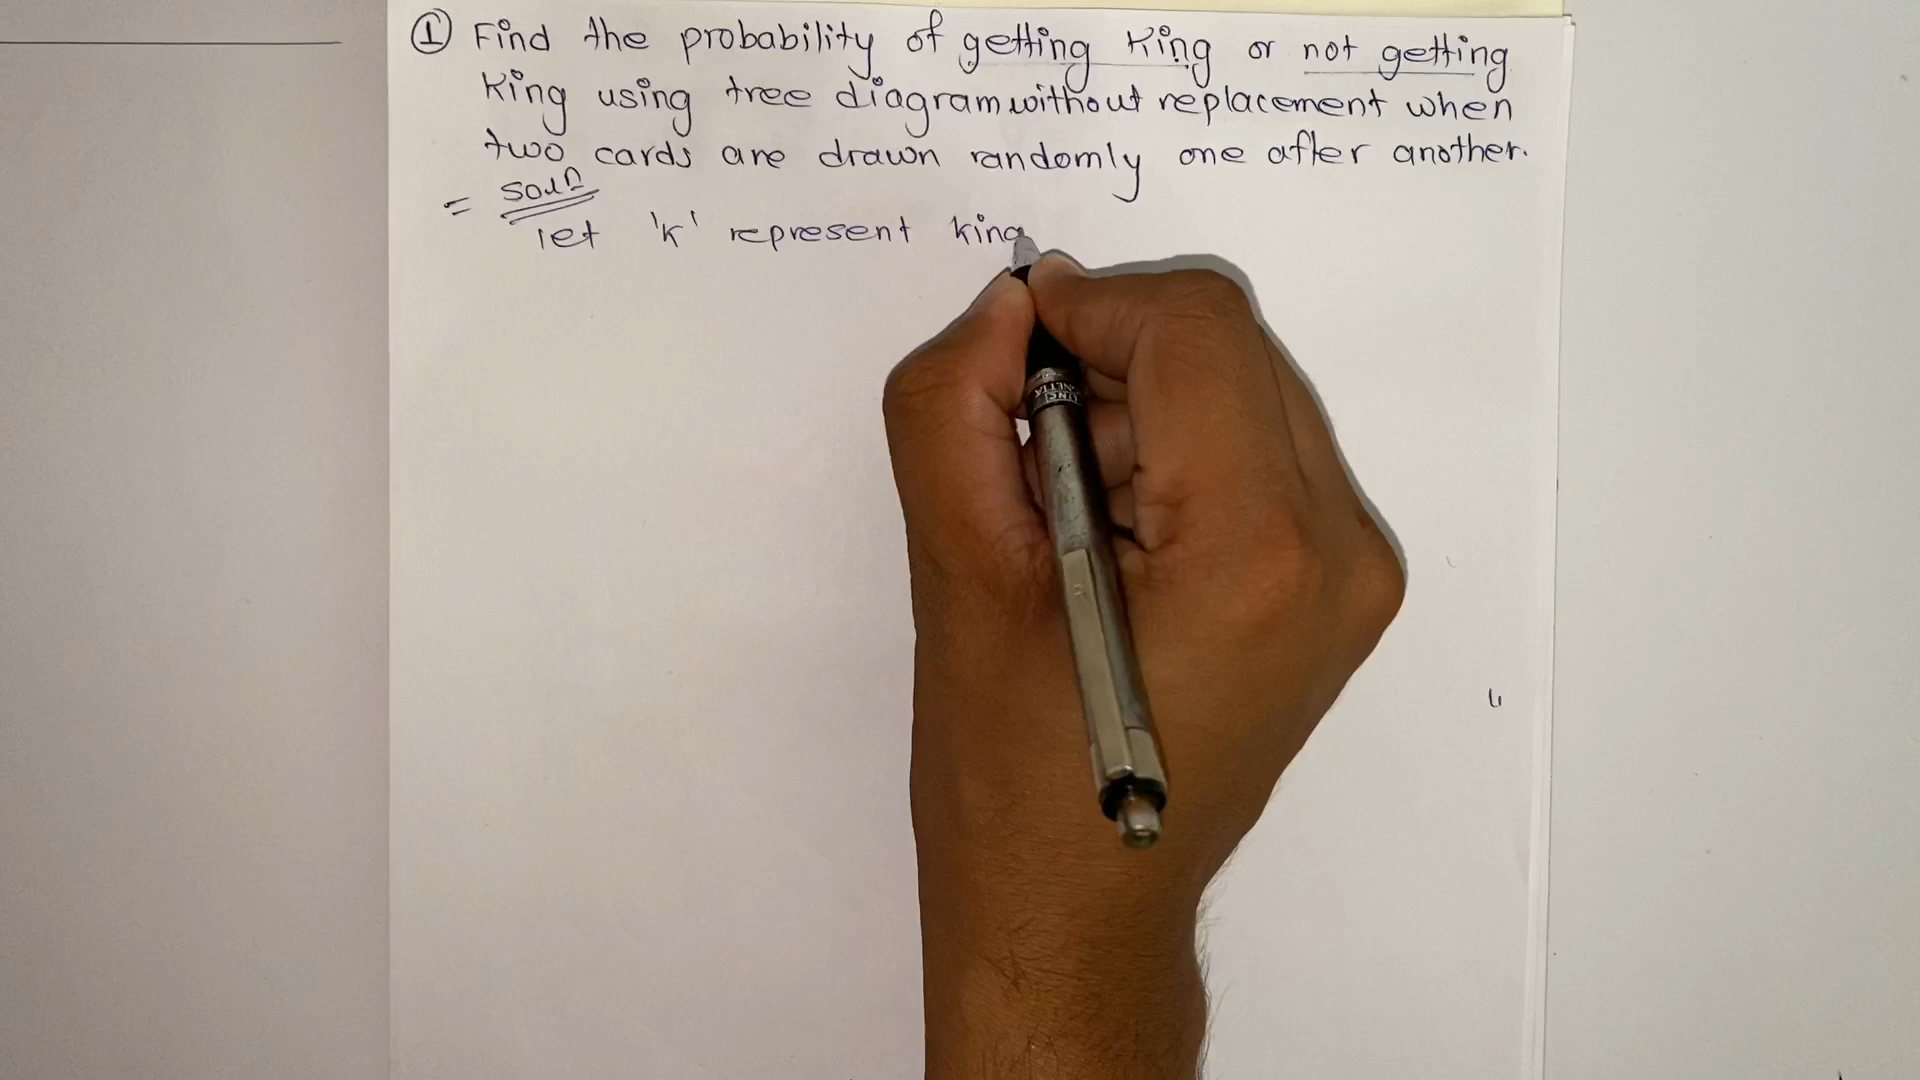 ① Find the probability of getting King or not getting
King using tree diagram without replacement when
two cards are drawn randomly one after another.
= Solⁿ
let 'K' represent king